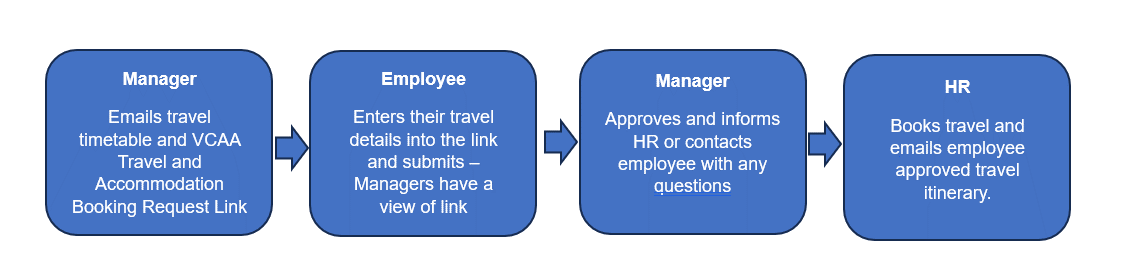 Manager
Emails travel
timetable and VCAA
Travel and
Accommodation
Booking Request Link
Employee
Enters their travel
details into the link
and submits –
Managers have a
view of link
Manager
Approves and informs
HR or contacts
employee with any
questions
HR
Books travel and
emails employee
approved travel
itinerary.